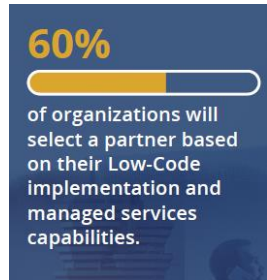 60%
of organizations will
select a partner based
on their Low-Code
implementation and
managed services
capabilities.